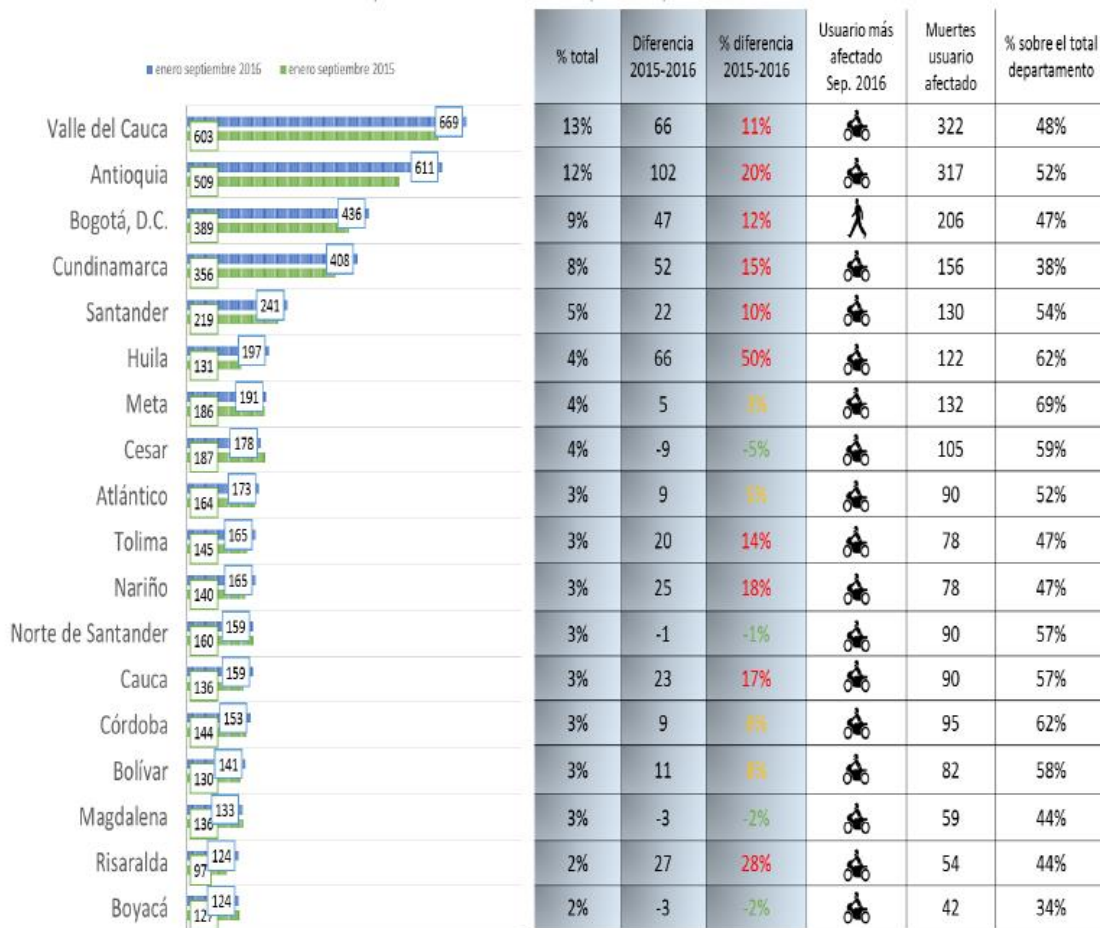 % total
Diferencia
2015-2016
% diferencia
2015-2016
Usuario más
afectado
Sep. 2016
Muertes
usuario
afectado
% sobre el total
departamento
enero septiembre 2016 enero septiembre 2015
Valle del Cauca 669 603 13% 66 11% 322 48%
Antioquia 611 509 12% 102 20% 317 52%
Bogotá, D.C. 436 389 9% 47 12% 206 47%
Cundinamarca 408 356 8% 52 15% 156 38%
Santander 241 219 5% 22 10% 130 54%
Huila 197 131 4% 66 50% 122 62%
Meta 191 186 4% 5 132 69%
Cesar 178 187 4% -9 -5% 105 59%
Atlántico 173 164 3% 9 90 52%
Tolima 165 145 3% 20 14% 78 47%
Nariño 165 140 3% 25 18% 78 47%
Norte de Santander 159 160 3% -1 -1% 90 57%
Cauca 159 136 3% 23 17% 90 57%
Córdoba 153 144 3% 9 95 62%
Bolívar 141 130 3% 11 82 58%
Magdalena 133 136 3% -3 -2% 59 44%
Risaralda 124 97 2% 27 28% 54 44%
Boyacá 124 127 2% -3 -2% 42 34%